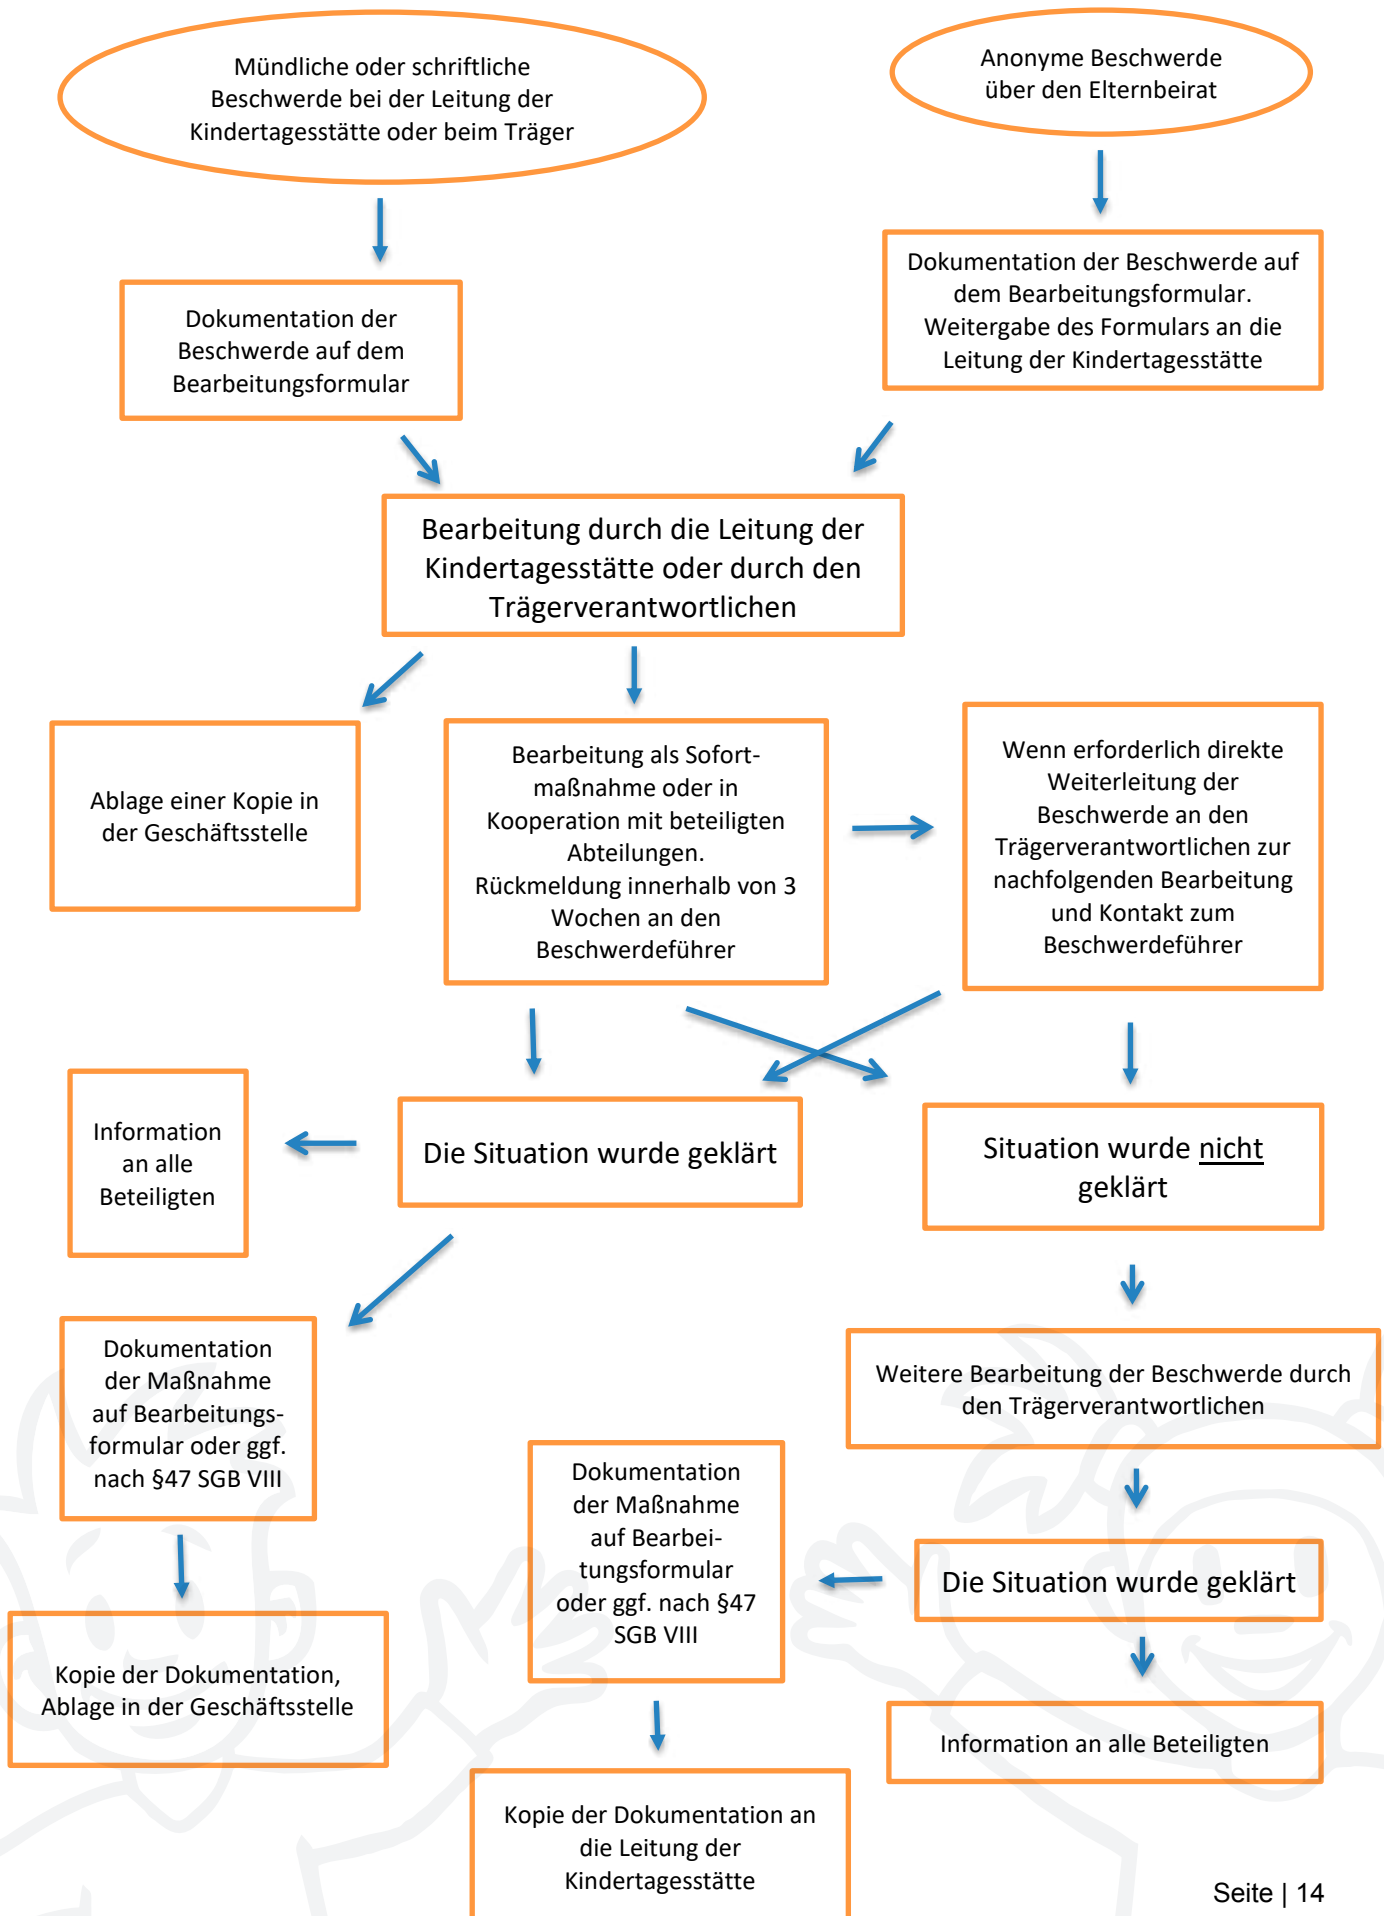 Mündliche oder schriftliche
Beschwerde bei der Leitung der
Kindertagesstätte oder beim Träger
Anonyme Beschwerde
über den Elternbeirat
Dokumentation der
Beschwerde auf dem
Bearbeitungsformular
Dokumentation der Beschwerde auf
dem Bearbeitungsformular.
Weitergabe des Formulars an die
Leitung der Kindertagesstätte
Bearbeitung durch die Leitung der
Kindertagesstätte oder durch den
Trägerverantwortlichen
Ablage einer Kopie in
der Geschäftsstelle
Bearbeitung als Sofort-
maßnahme oder in
Kooperation mit beteiligten
Abteilungen.
Rückmeldung innerhalb von 3
Wochen an den
Beschwerdeführer
Wenn erforderlich direkte
Weiterleitung der
Beschwerde an den
Trägerverantwortlichen zur
nachfolgenden Bearbeitung
und Kontakt zum
Beschwerdeführer
Information
an alle
Beteiligten
Die Situation wurde geklärt
Situation wurde nicht
geklärt
Dokumentation
der Maßnahme
auf Bearbeitungs-
formular oder ggf.
nach §47 SGB VIII
Weitere Bearbeitung der Beschwerde durch
den Trägerverantwortlichen
Dokumentation
der Maßnahme
auf Bearbei-
tungsformular
oder ggf. nach §47
SGB VIII
Die Situation wurde geklärt
Kopie der Dokumentation,
Ablage in der Geschäftsstelle
Information an alle Beteiligten
Kopie der Dokumentation an
die Leitung der
Kindertagesstätte
Seite | 14